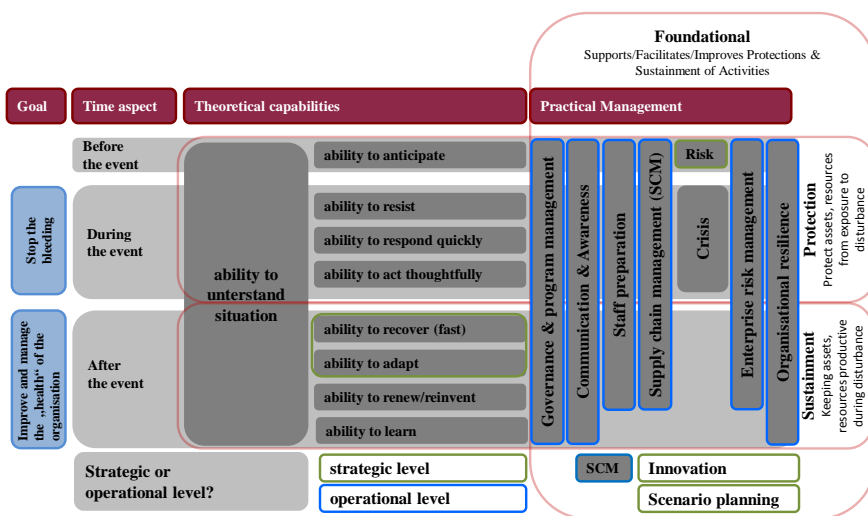 Foundational
Supports/Facilitates/Improves Protections &
Sustainment of Activities
Goal
Time aspect
Theoretical capabilities
Practical Management
Before
the event
ability to anticipate
Risk
Stop the
bleeding
During
the event
ability to resist
ability to respond quickly
ability to act thoughtfully
ability to
unterstand
situation
Crisis
Improve and manage
the „health“ of the
organisation
After
the event
ability to recover (fast)
ability to adapt
ability to renew/reinvent
ability to learn
Governance & program management
Communication & Awareness
Staff preparation
Supply chain management (SCM)
Enterprise risk management
Organisational resilience
Protection
Protect assets, resources
from exposure to
disturbance
Sustainment
Keeping assets,
resources productive
during disturbance
Strategic or
operational level?
strategic level
operational level
SCM
Innovation
Scenario planning